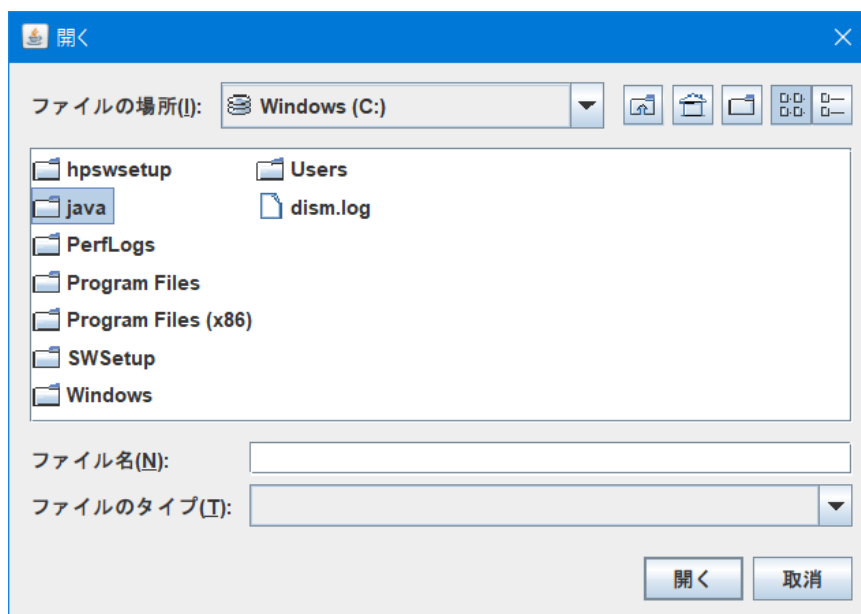 開く
ファイルの場所(I): Windows (C:)
hpswsetup Users
java dism.log
PerfLogs
Program Files
Program Files (x86)
SWSetup
Windows
ファイル名(N):
ファイルのタイプ(T):
開く 取消